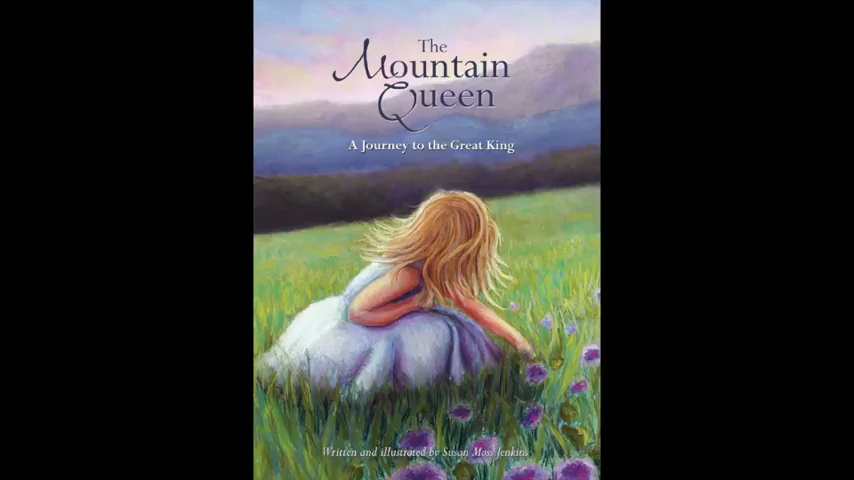 The
Mountain
Queen
A Journey to the Great King
Written and illustrated by Susan Moss Jenkins